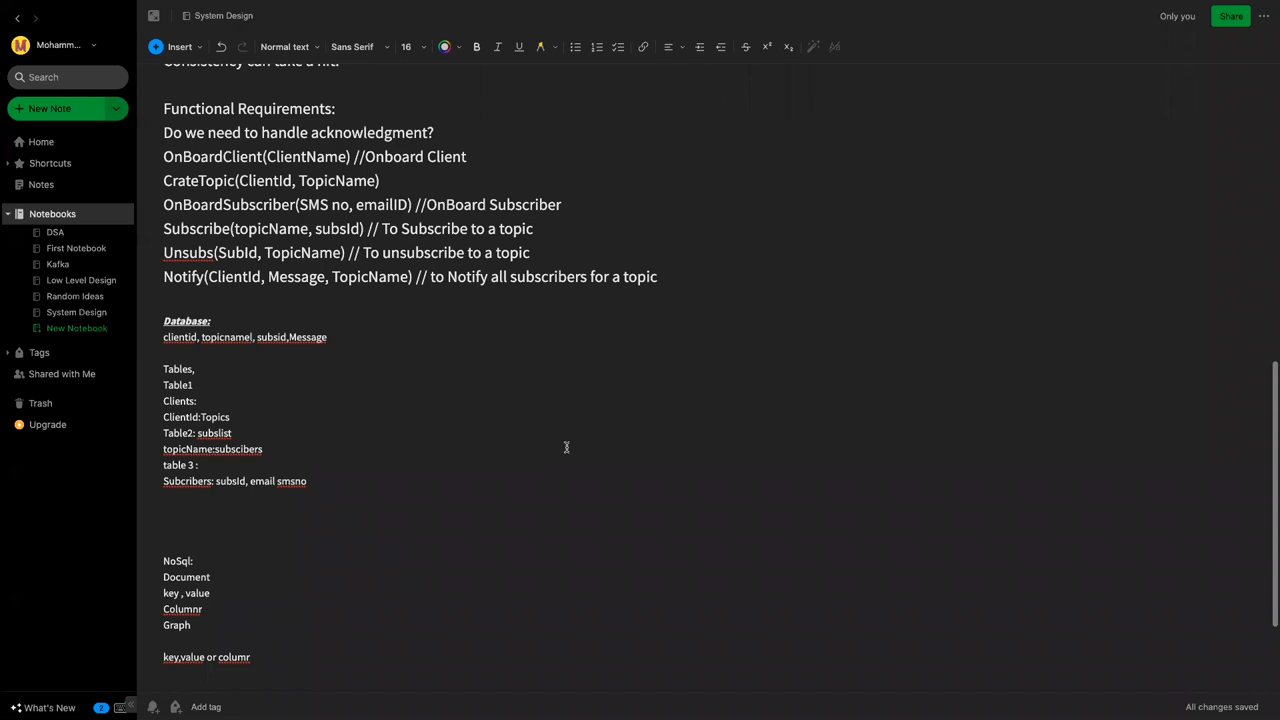 System Design
Only you
Share
Mohamm...
Insert
Normal text
Sans Serif
16
B
I
U
A
S
Search
New Note
Home
Shortcuts
Notes
Notebooks
DSA
First Notebook
Kafka
Low Level Design
Random Ideas
System Design
New Notebook
Tags
Shared with Me
Trash
Upgrade
What's New
2
Consistency can take a hit.
Functional Requirements:
Do we need to handle acknowledgment?
OnBoardClient(ClientName) //Onboard Client
CrateTopic(ClientId, TopicName)
OnBoardSubscriber(SMS no, emailID) //OnBoard Subscriber
Subscribe(topicName, subsId) // To Subscribe to a topic
Unsubs(SubId, TopicName) // To unsubscribe to a topic
Notify(ClientId, Message, TopicName) // to Notify all subscribers for a topic
Database:
clientid, topicnamel, subsid,Message
Tables,
Table1
Clients:
ClientId:Topics
Table2: subslist
topicName:subscibers
table 3 :
Subcribers: subsId, email smsno
NoSql:
Document
key , value
Columnr
Graph
key,value or columr
Add tag
All changes saved